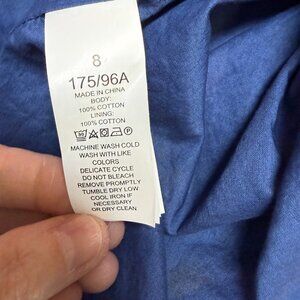 8
175/96A
MADE IN CHINA
BODY:
100% COTTON
LINING:
100% COTTON
MACHINE WASH COLD
WASH WITH LIKE
COLORS
DELICATE CYCLE
DO NOT BLEACH
REMOVE PROMPTLY
TUMBLE DRY LOW
COOL IRON IF
NECESSARY
OR DRY CLEAN